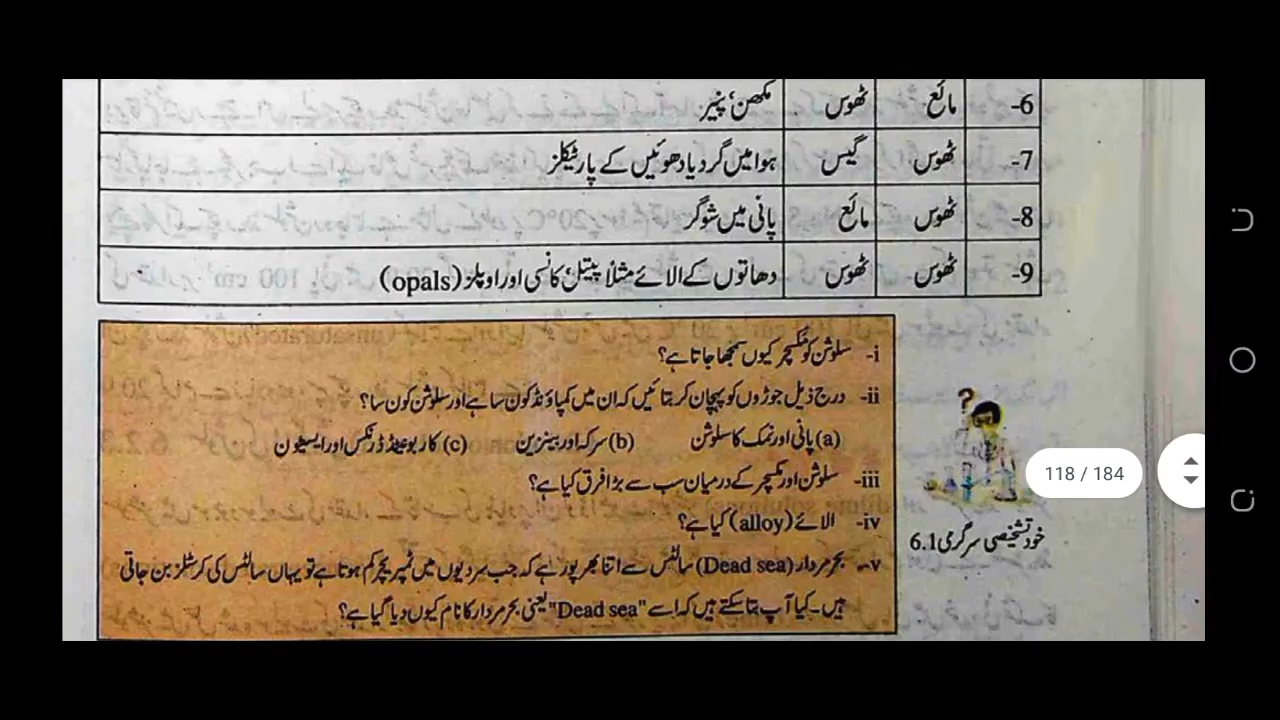 6- مائع ٹھوس مکھن، پنیر
7- ٹھوس گیس ہوا میں گرد یا دھوئیں کے پارٹیکلز
8- ٹھوس مائع پانی میں شوگر
9- ٹھوس ٹھوس دھاتوں کے الائے مثلاً پیتل، کانسی اور اوپلز (opals)
i- سلوشن کو مکسچر کیوں سمجھا جاتا ہے؟
ii- درج ذیل جوڑوں کو پہچان کر بتائیں کہ ان میں کمپاؤنڈ کون سا ہے اور سلوشن کون سا؟
(a) پانی اور نمک کا سلوشن (b) سرکہ اور بینزین (c) کاربونیٹڈ ڈرنکس اور ایسیٹون
iii- سلوشن اور مکسچر کے درمیان سب سے بڑا فرق کیا ہے؟
iv- الائے (alloy) کیا ہے؟
v- بحر مردار (Dead sea) سالٹس سے اتنا بھرپور ہے کہ جب سردیوں میں ٹمپریچر کم ہوتا ہے تو یہاں سالٹس کی کرسٹلز بن جاتی
ہیں۔ کیا آپ بتا سکتے ہیں کہ اسے "Dead sea" یعنی بحر مردار کا نام کیوں دیا گیا ہے؟
خود تشخیصی سرگرمی 6.1
118 / 184